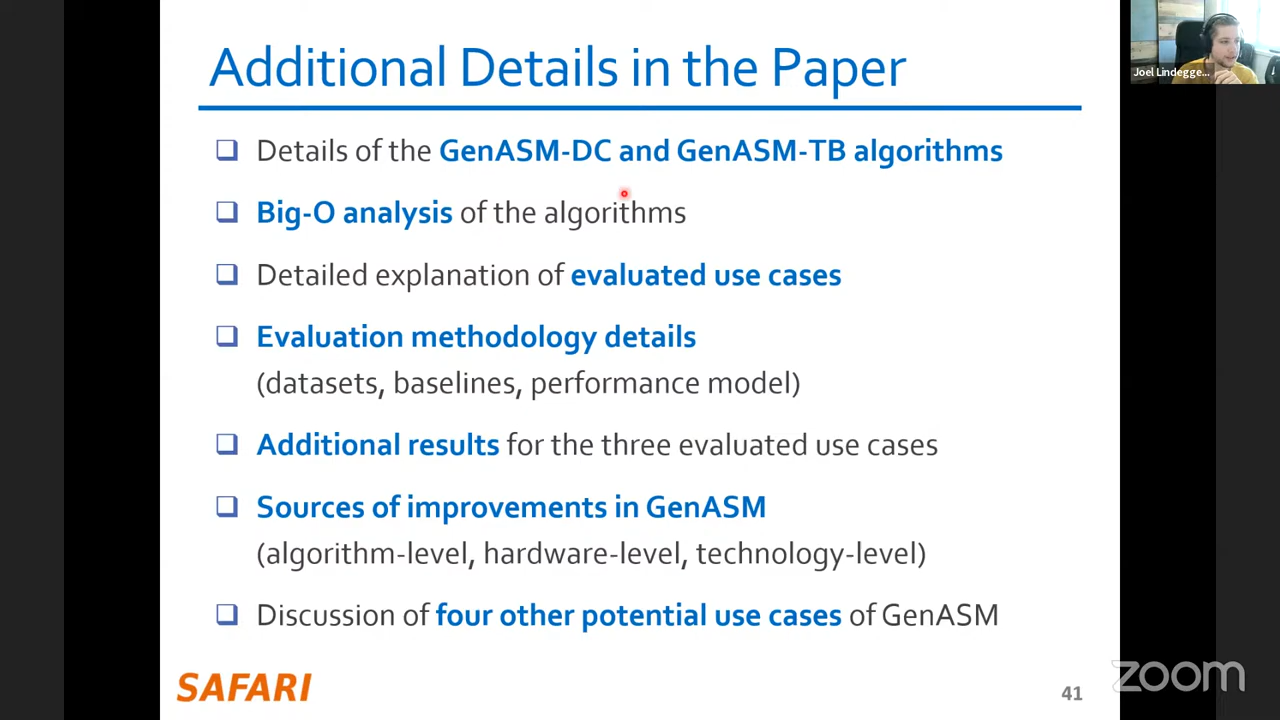 Additional Details in the Paper
Joel Lindegge...
❑ Details of the GenASM-DC and GenASM-TB algorithms
❑ Big-O analysis of the algorithms
❑ Detailed explanation of evaluated use cases
❑ Evaluation methodology details
(datasets, baselines, performance model)
❑ Additional results for the three evaluated use cases
❑ Sources of improvements in GenASM
(algorithm-level, hardware-level, technology-level)
❑ Discussion of four other potential use cases of GenASM
SAFARI
41
zoom